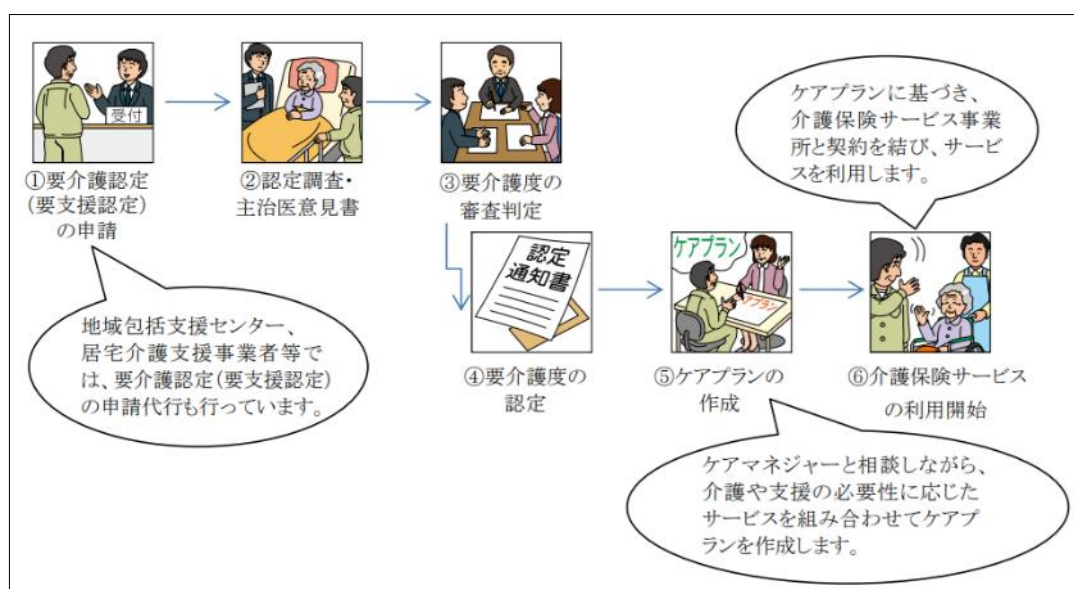 受付
①要介護認定
(要支援認定)
の申請
②認定調査・
主治医意見書
③要介護度の
審査判定
ケアプランに基づき、
介護保険サービス事業
所と契約を結び、サービ
スを利用します。
認定
通知書
④要介護度の
認定
ケアプラン
ケアプラン
⑤ケアプランの
作成
⑥介護保険サービス
の利用開始
地域包括支援センター、
居宅介護支援事業者等で
は、要介護認定(要支援認定)
の申請代行も行っています。
ケアマネジャーと相談しながら、
介護や支援の必要性に応じた
サービスを組み合わせてケアプ
ランを作成します。